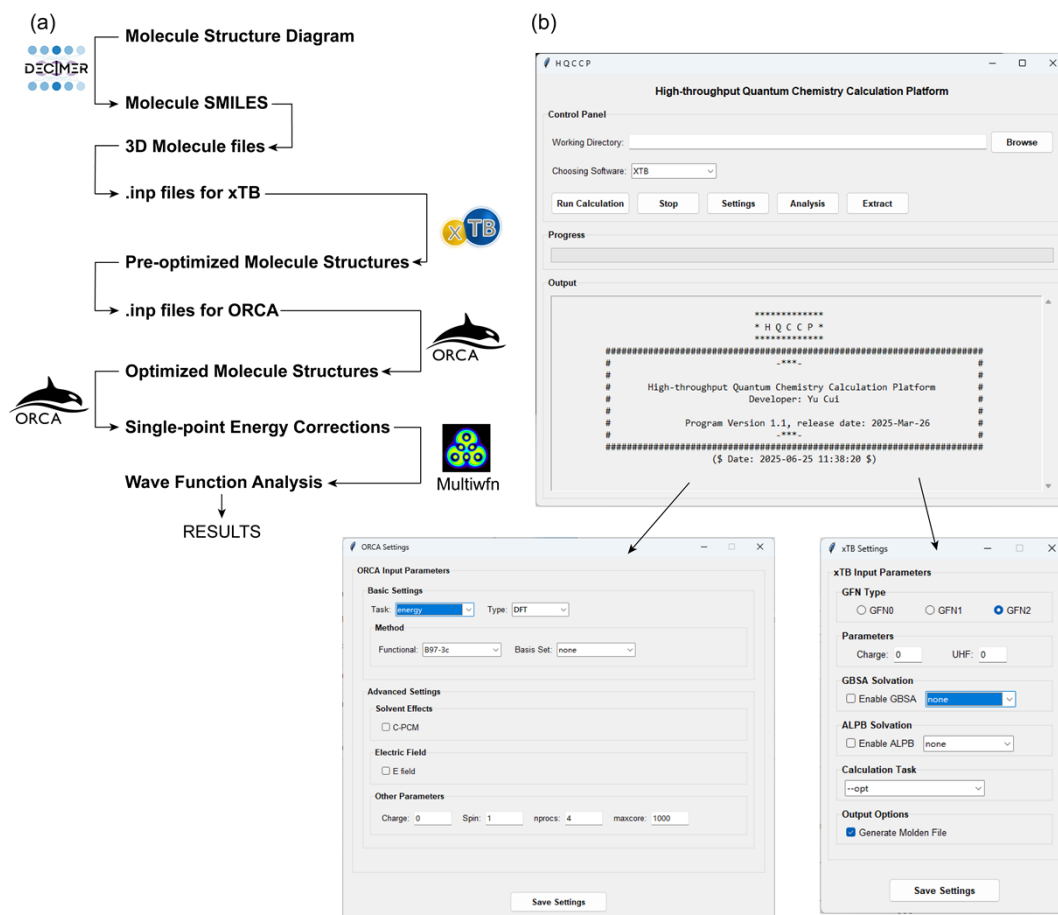 (a)
Molecule Structure Diagram
DECIMER
Molecule SMILES
3D Molecule files
.inp files for xTB
xTB
Pre-optimized Molecule Structures
.inp files for ORCA
ORCA
Optimized Molecule Structures
ORCA
Single-point Energy Corrections
Wave Function Analysis
Multiwfn
RESULTS
(b)
HQCCP
High-throughput Quantum Chemistry Calculation Platform
Control Panel
Working Directory:
Browse
Choosing Software: XTB
Run Calculation Stop Settings Analysis Extract
Progress
Output
*************
* H Q C C P *
*************
#######################################################################
# -***- #
# #
# High-throughput Quantum Chemistry Calculation Platform #
# Developer: Yu Cui #
# #
# Program Version 1.1, release date: 2025-Mar-26 #
# -***- #
#######################################################################
($ Date: 2025-06-25 11:38:20 $)
ORCA Settings
ORCA Input Parameters
Basic Settings
Task: energy Type: DFT
Method
Functional: B97-3c Basis Set: none
Advanced Settings
Solvent Effects
C-PCM
Electric Field
E field
Other Parameters
Charge: 0 Spin: 1 nprocs: 4 maxcore: 1000
Save Settings
xTB Settings
xTB Input Parameters
GFN Type
GFN0 GFN1 GFN2
Parameters
Charge: 0 UHF: 0
GBSA Solvation
Enable GBSA none
ALPB Solvation
Enable ALPB none
Calculation Task
--opt
Output Options
Generate Molden File
Save Settings